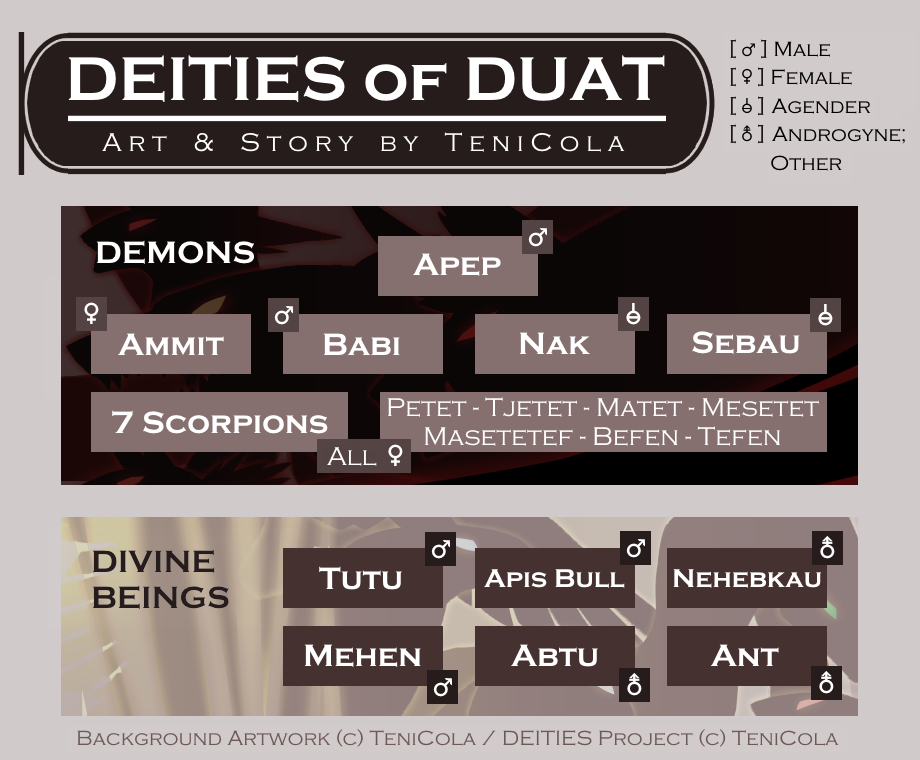 DEITIES OF DUAT
ART & STORY BY TENICOLA
[♂] MALE
[♀] FEMALE
[⚲] AGENDER
[⚨] ANDROGYNE;
OTHER
DEMONS
APEP ♂
♀ AMMIT
♂ BABI
NAK
SEBAU
7 SCORPIONS
ALL ♀
PETET - TJETET - MATET - MESETET
MASETETEF - BEFEN - TEFEN
DIVINE
BEINGS
TUTU ♂
APIS BULL ♂
NEHEBKAU
MEHEN ♂
ABTU
ANT
BACKGROUND ARTWORK (C) TENICOLA / DEITIES PROJECT (C) TENICOLA